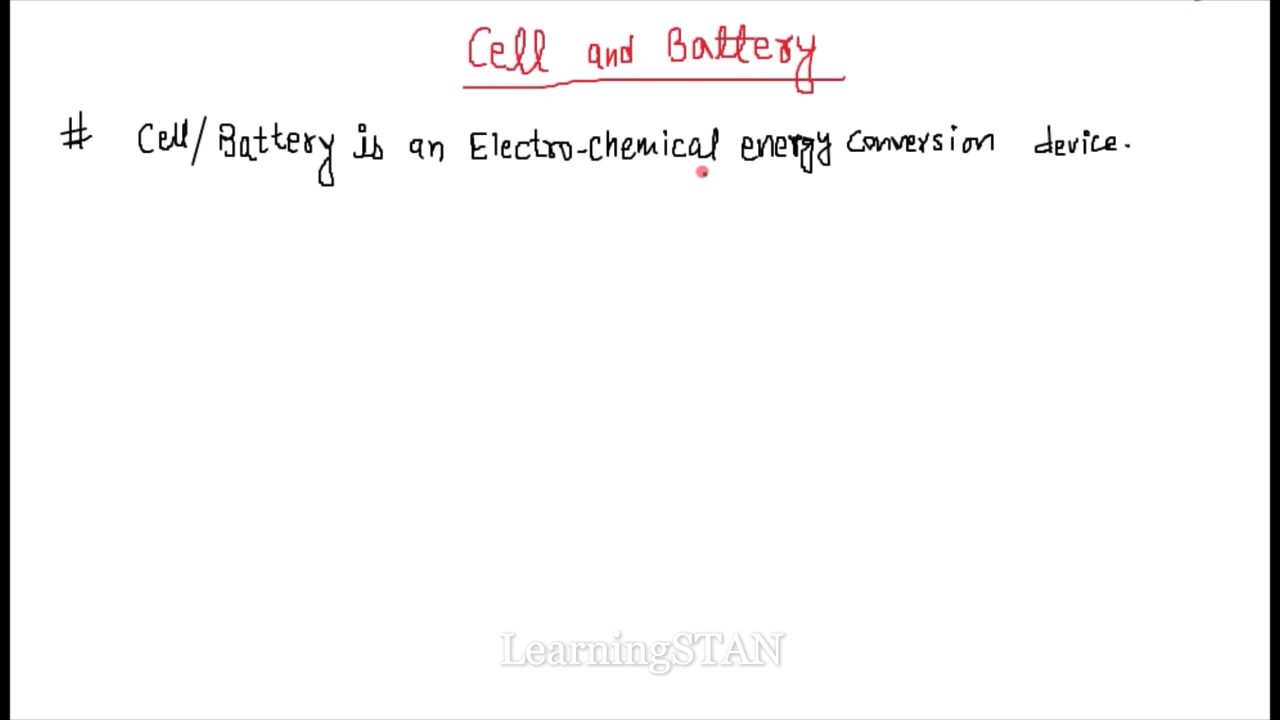 Cell and Battery
# Cell/Battery is an Electro-chemical energy conversion device.
LearningSTAN